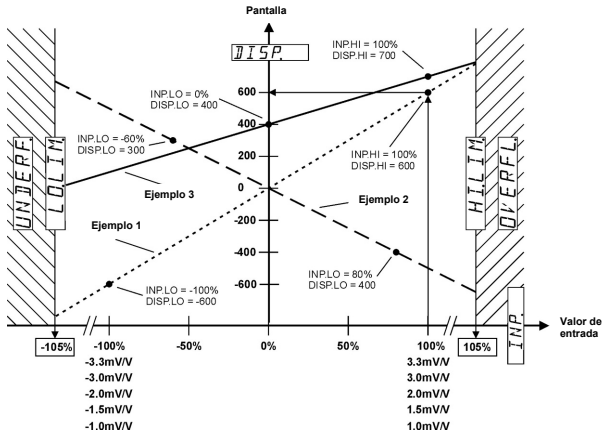 Pantalla
DISP.
INP.HI = 100%
DISP.HI = 700
INP.LO = 0%
DISP.LO = 400
600
400
200
0
-200
-400
-600
INP.LO = -60%
DISP.LO = 300
INP.HI = 100%
DISP.HI = 600
UNDERF.
LO.LIM.
HI.LIM.
OVERFL.
Ejemplo 3
Ejemplo 2
Ejemplo 1
INP.LO = -100%
DISP.LO = -600
INP.LO = 80%
DISP.LO = 400
INP.
Valor de
entrada
-105%
-100%
-50%
0%
50%
100%
105%
-3.3mV/V
-3.0mV/V
-2.0mV/V
-1.5mV/V
-1.0mV/V
3.3mV/V
3.0mV/V
2.0mV/V
1.5mV/V
1.0mV/V